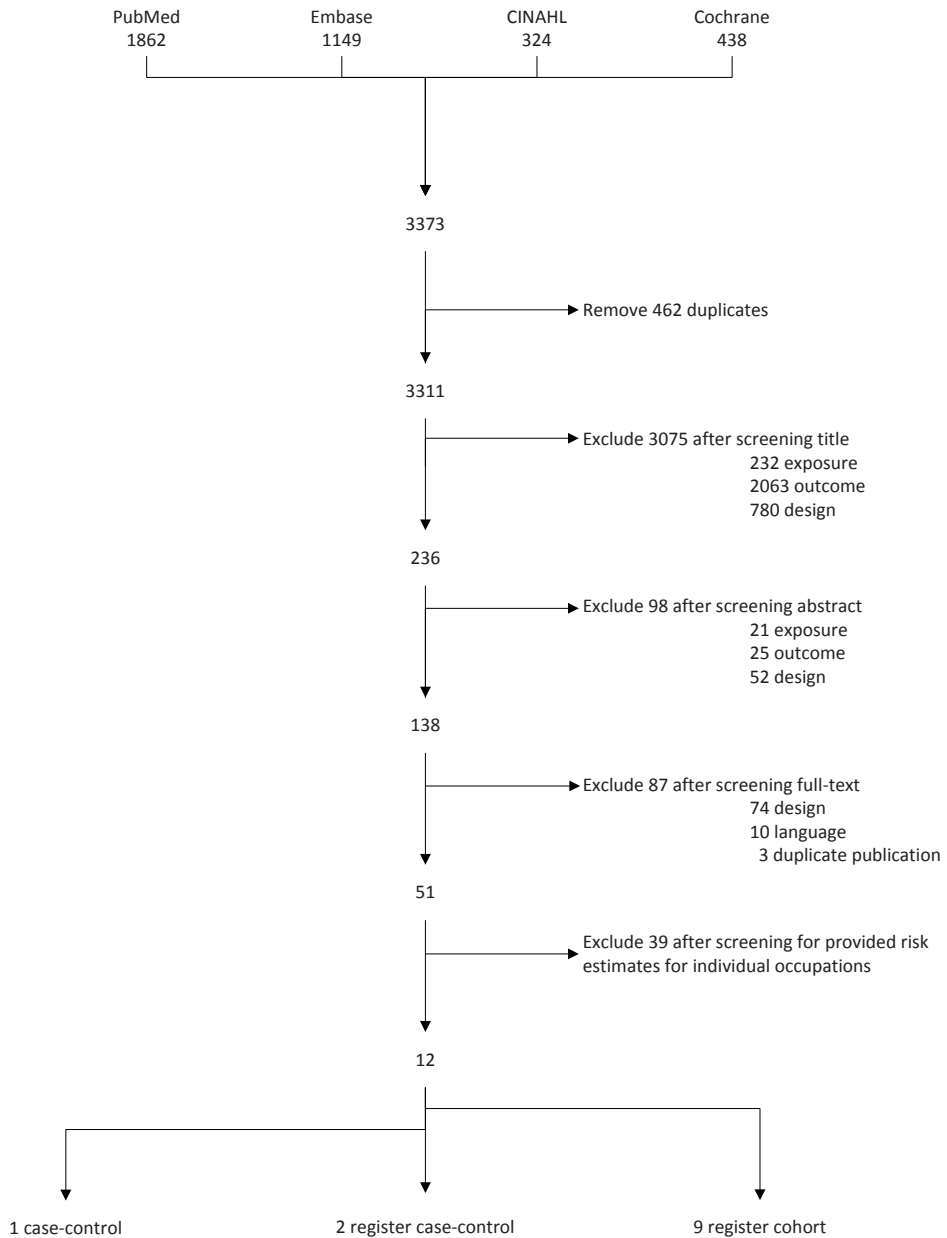 PubMed
1862
Embase
1149
CINAHL
324
Cochrane
438
3373
Remove 462 duplicates
3311
Exclude 3075 after screening title
232 exposure
2063 outcome
780 design
236
Exclude 98 after screening abstract
21 exposure
25 outcome
52 design
138
Exclude 87 after screening full-text
74 design
10 language
3 duplicate publication
51
Exclude 39 after screening for provided risk
estimates for individual occupations
12
1 case-control
2 register case-control
9 register cohort